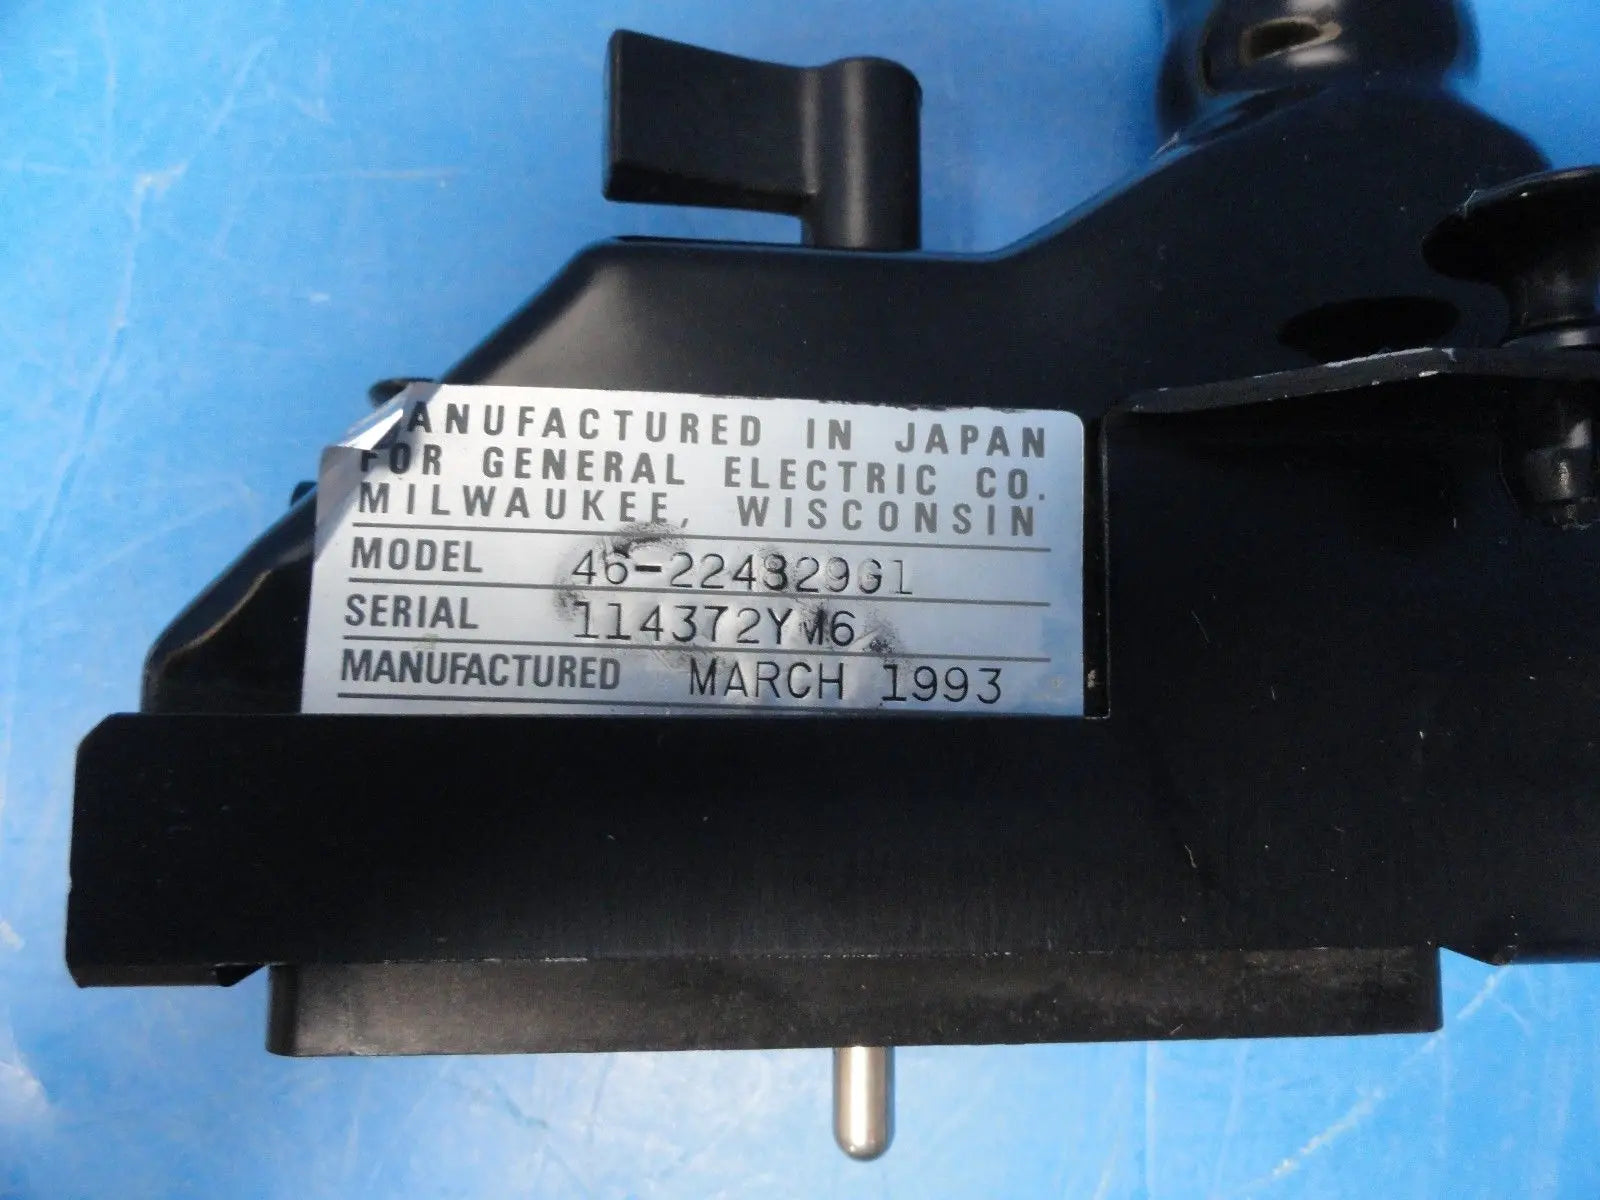 MANUFACTURED IN JAPAN
FOR GENERAL ELECTRIC CO.
MILWAUKEE, WISCONSIN
MODEL 46-224829G1
SERIAL 114372YM6
MANUFACTURED MARCH 1993